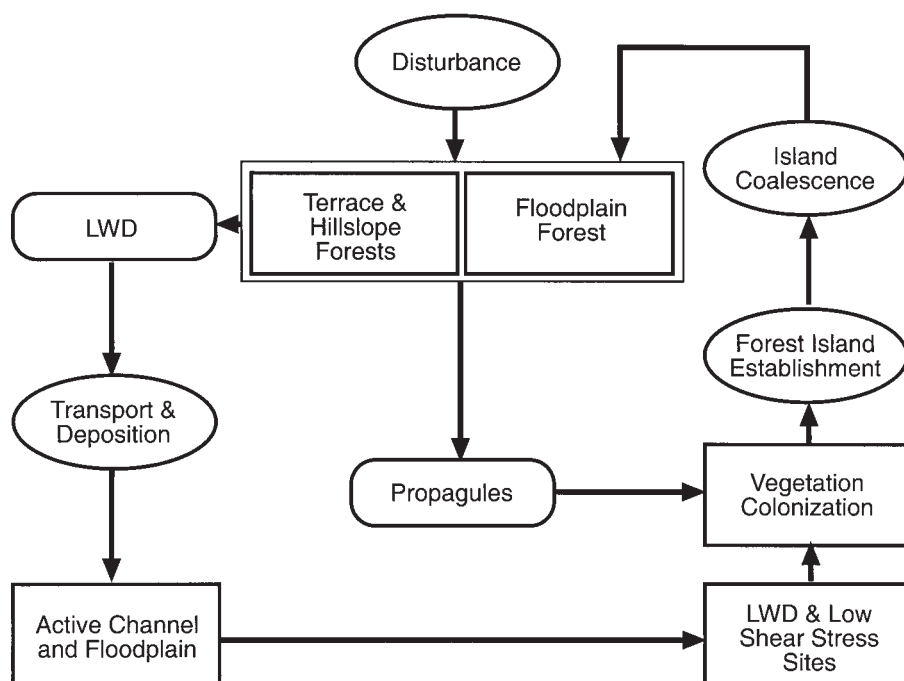 Disturbance
Island
Coalescence
Terrace &
Hillslope
Forests
Floodplain
Forest
LWD
Forest Island
Establishment
Transport &
Deposition
Propagules
Vegetation
Colonization
Active Channel
and Floodplain
LWD & Low
Shear Stress
Sites